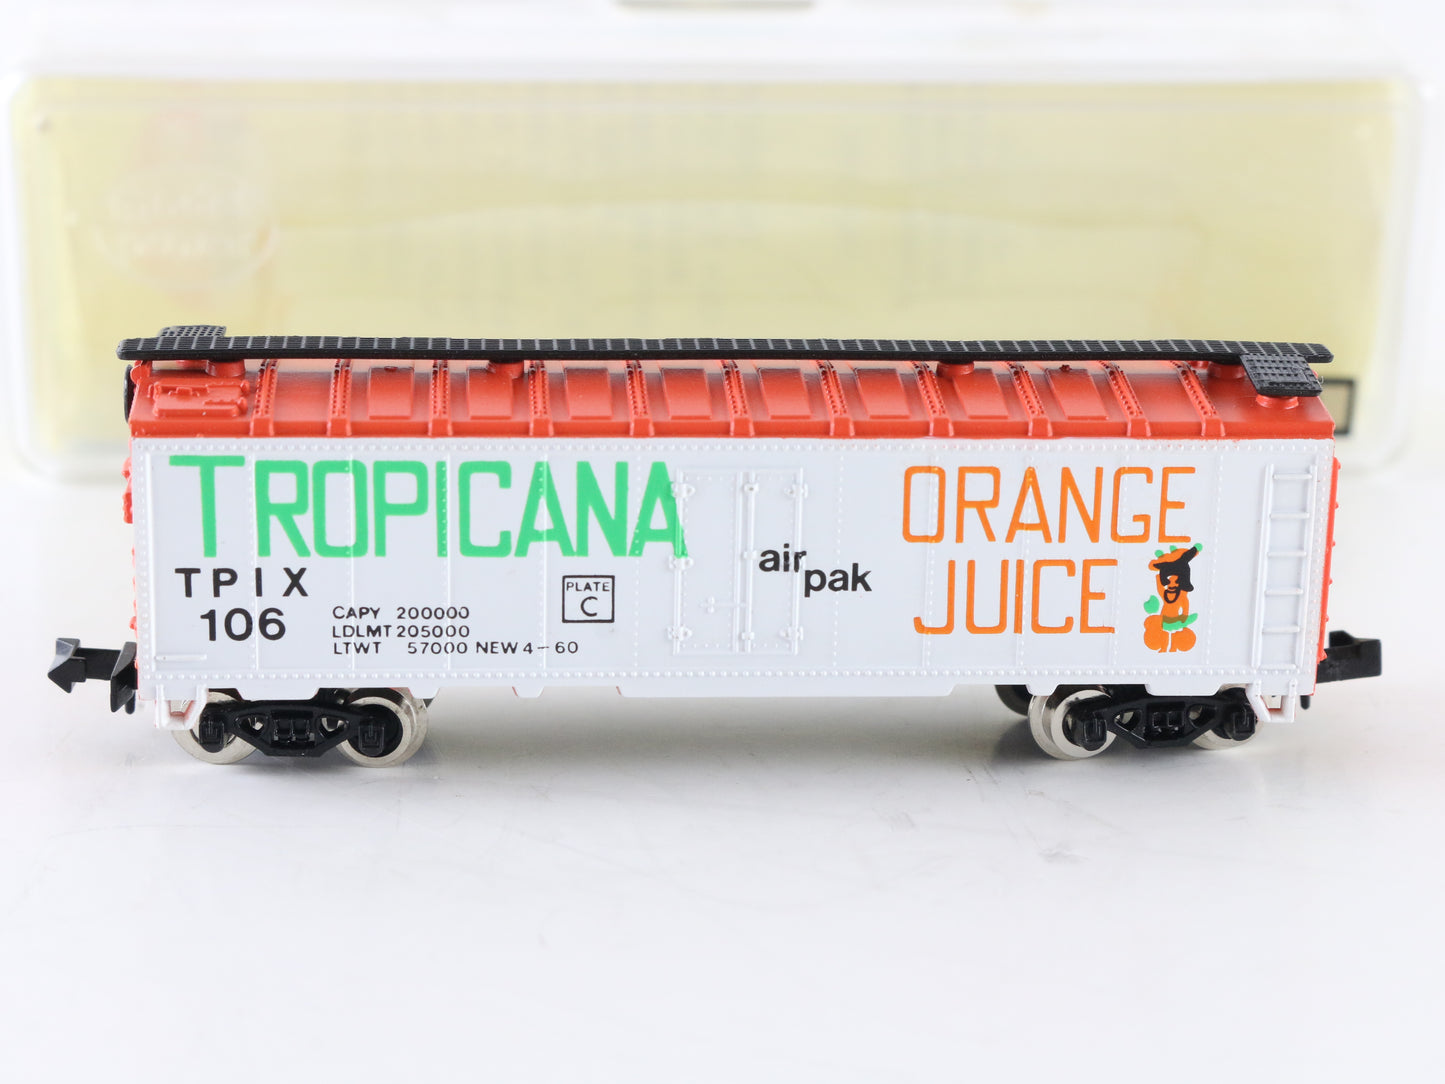 TROPICANA
TPIX
106
CAPY 200000
LDLMT 205000
LTWT 57000 NEW 4-60
PLATE
C
air
pak
ORANGE
JUICE